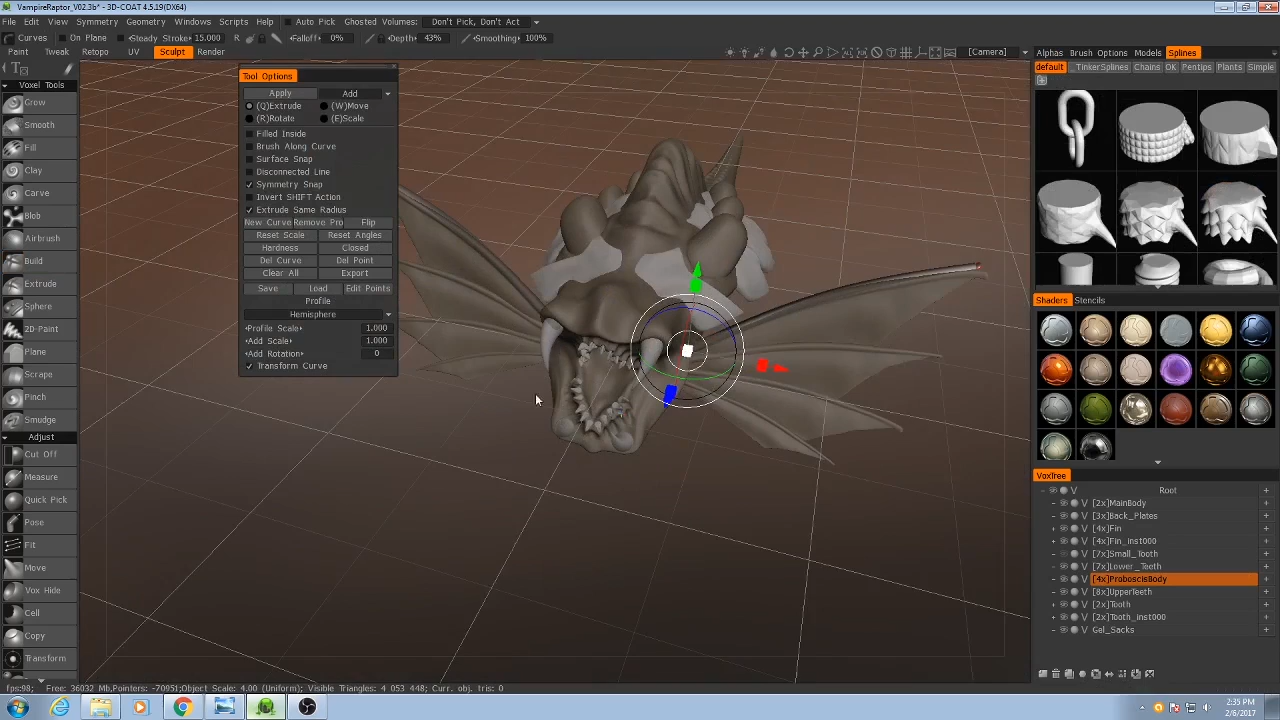 VampireRaptor_V02.3b* - 3D-COAT 4.5.19(DX64)
File Edit View Symmetry Geometry Windows Scripts Help Auto Pick Ghosted Volumes: Don't Pick, Don't Act
Curves On Plane Steady Stroke 15.000 R Falloff 0% Depth 43% Smoothing 100%
Paint Tweak Retopo UV Sculpt Render [Camera]
Alphas Brush Options Models Splines
default TinkerSplines Chains OK Pentips Plants Simple
Voxel Tools
Grow
Smooth
Fill
Clay
Carve
Blob
Airbrush
Build
Extrude
Sphere
2D-Paint
Plane
Scrape
Pinch
Smudge
Adjust
Cut Off
Measure
Quick Pick
Pose
Fit
Move
Vox Hide
Cell
Copy
Transform
Tool Options
Apply Add
(Q)Extrude (W)Move
(R)Rotate (E)Scale
Filled Inside
Brush Along Curve
Surface Snap
Disconnected Line
Symmetry Snap
Invert SHIFT Action
Extrude Same Radius
New Curve Remove Pro Flip
Reset Scale Reset Angles
Hardness Closed
Del Curve Del Point
Clear All Export
Save Load Edit Points
Profile
Hemisphere
Profile Scale: 1.000
Add Scale: 1.000
Add Rotation: 0
Transform Curve
Shaders Stencils
VoxTree
V Root +
V [2x]MainBody +
V [3x]Back_Plates +
+ V [4x]Fin +
+ V [4x]Fin_inst000 +
V [7x]Small_Tooth +
V [7x]Lower_Teeth +
V [4x]ProboscisBody +
V [8x]UpperTeeth +
+ V [2x]Tooth +
+ V [2x]Tooth_inst000 +
V Gel_Sacks +
fps:98; Free: 36032 Mb,Pointers: -70951;Object Scale: 4.00 (Uniform), Visible Triangles: 4 053 448; Curr. obj. tris: 0
2:35 PM
2/6/2017